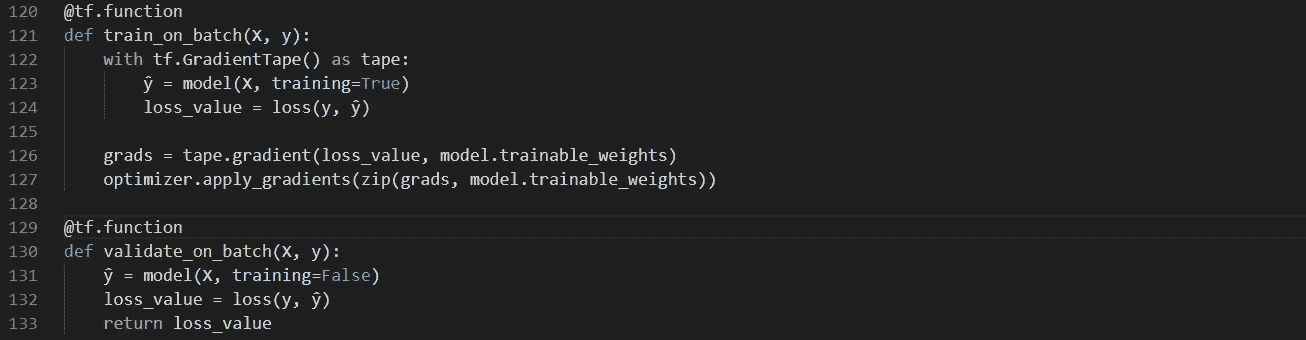 120 @tf.function
121 def train_on_batch(X, y):
122     with tf.GradientTape() as tape:
123         ŷ = model(X, training=True)
124         loss_value = loss(y, ŷ)
125
126     grads = tape.gradient(loss_value, model.trainable_weights)
127     optimizer.apply_gradients(zip(grads, model.trainable_weights))
128
129 @tf.function
130 def validate_on_batch(X, y):
131     ŷ = model(X, training=False)
132     loss_value = loss(y, ŷ)
133     return loss_value